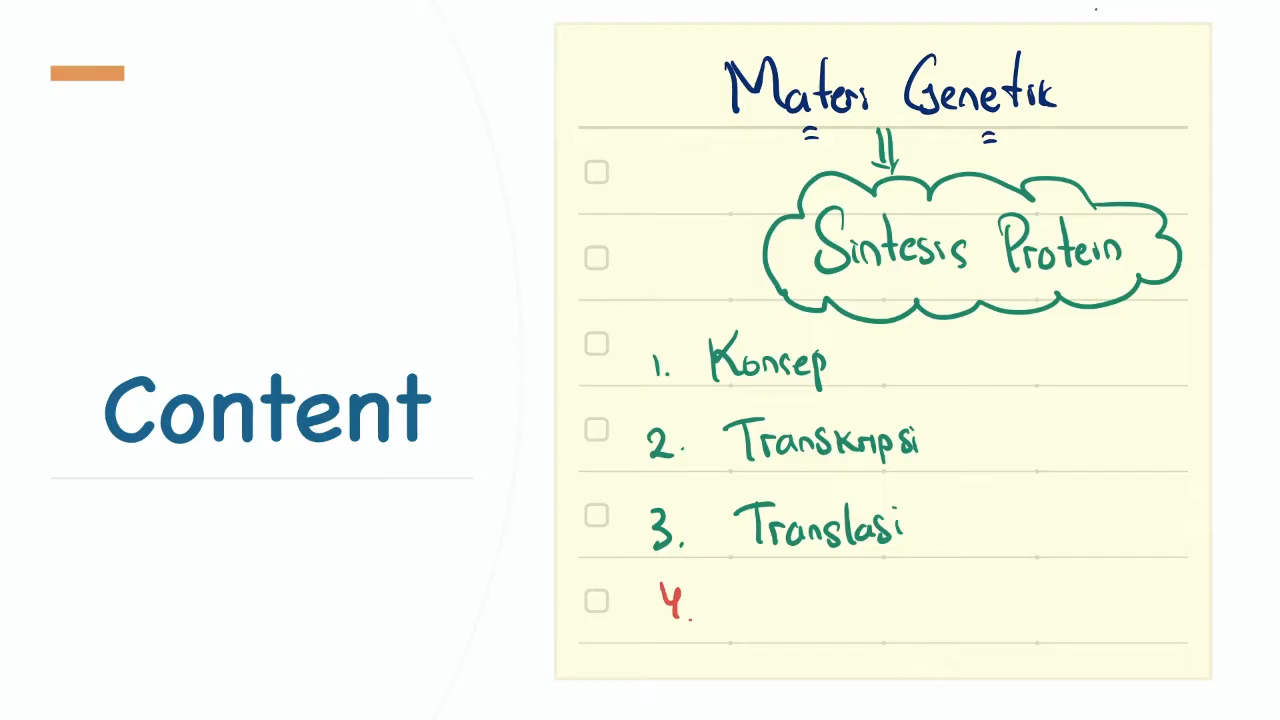 Content
Materi Genetik
Sintesis Protein
1. Konsep
2. Transkripsi
3. Translasi
4.